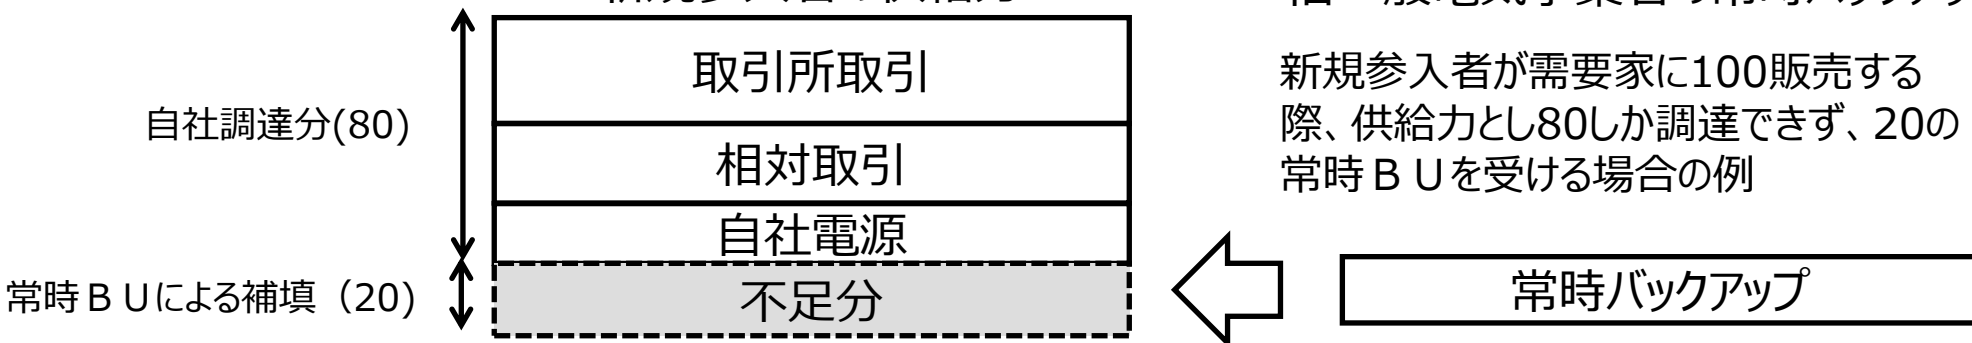 取引所取引
相対取引
自社電源
不足分
自社調達分(80)
常時ＢＵによる補填（20）
新規参入者が需要家に100販売する
際、供給力とし80しか調達できず、20の
常時ＢＵを受ける場合の例
常時バックアップ